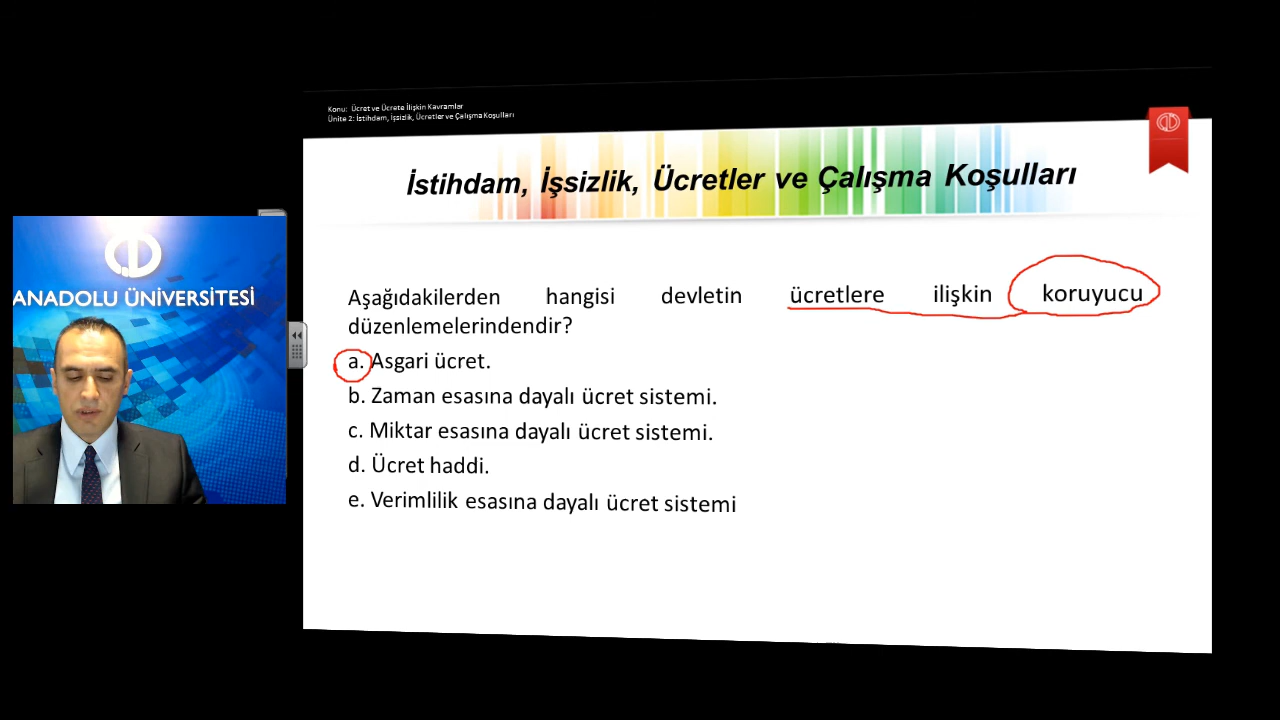 Konu: Ücret ve Ücrete İlişkin Kavramlar
Ünite 2: İstihdam, İşsizlik, Ücretler ve Çalışma Koşulları
İstihdam, İşsizlik, Ücretler ve Çalışma Koşulları
ANADOLU ÜNİVERSİTESİ
Aşağıdakilerden hangisi devletin ücretlere ilişkin koruyucu
düzenlemelerindendir?
a. Asgari ücret.
b. Zaman esasına dayalı ücret sistemi.
c. Miktar esasına dayalı ücret sistemi.
d. Ücret haddi.
e. Verimlilik esasına dayalı ücret sistemi